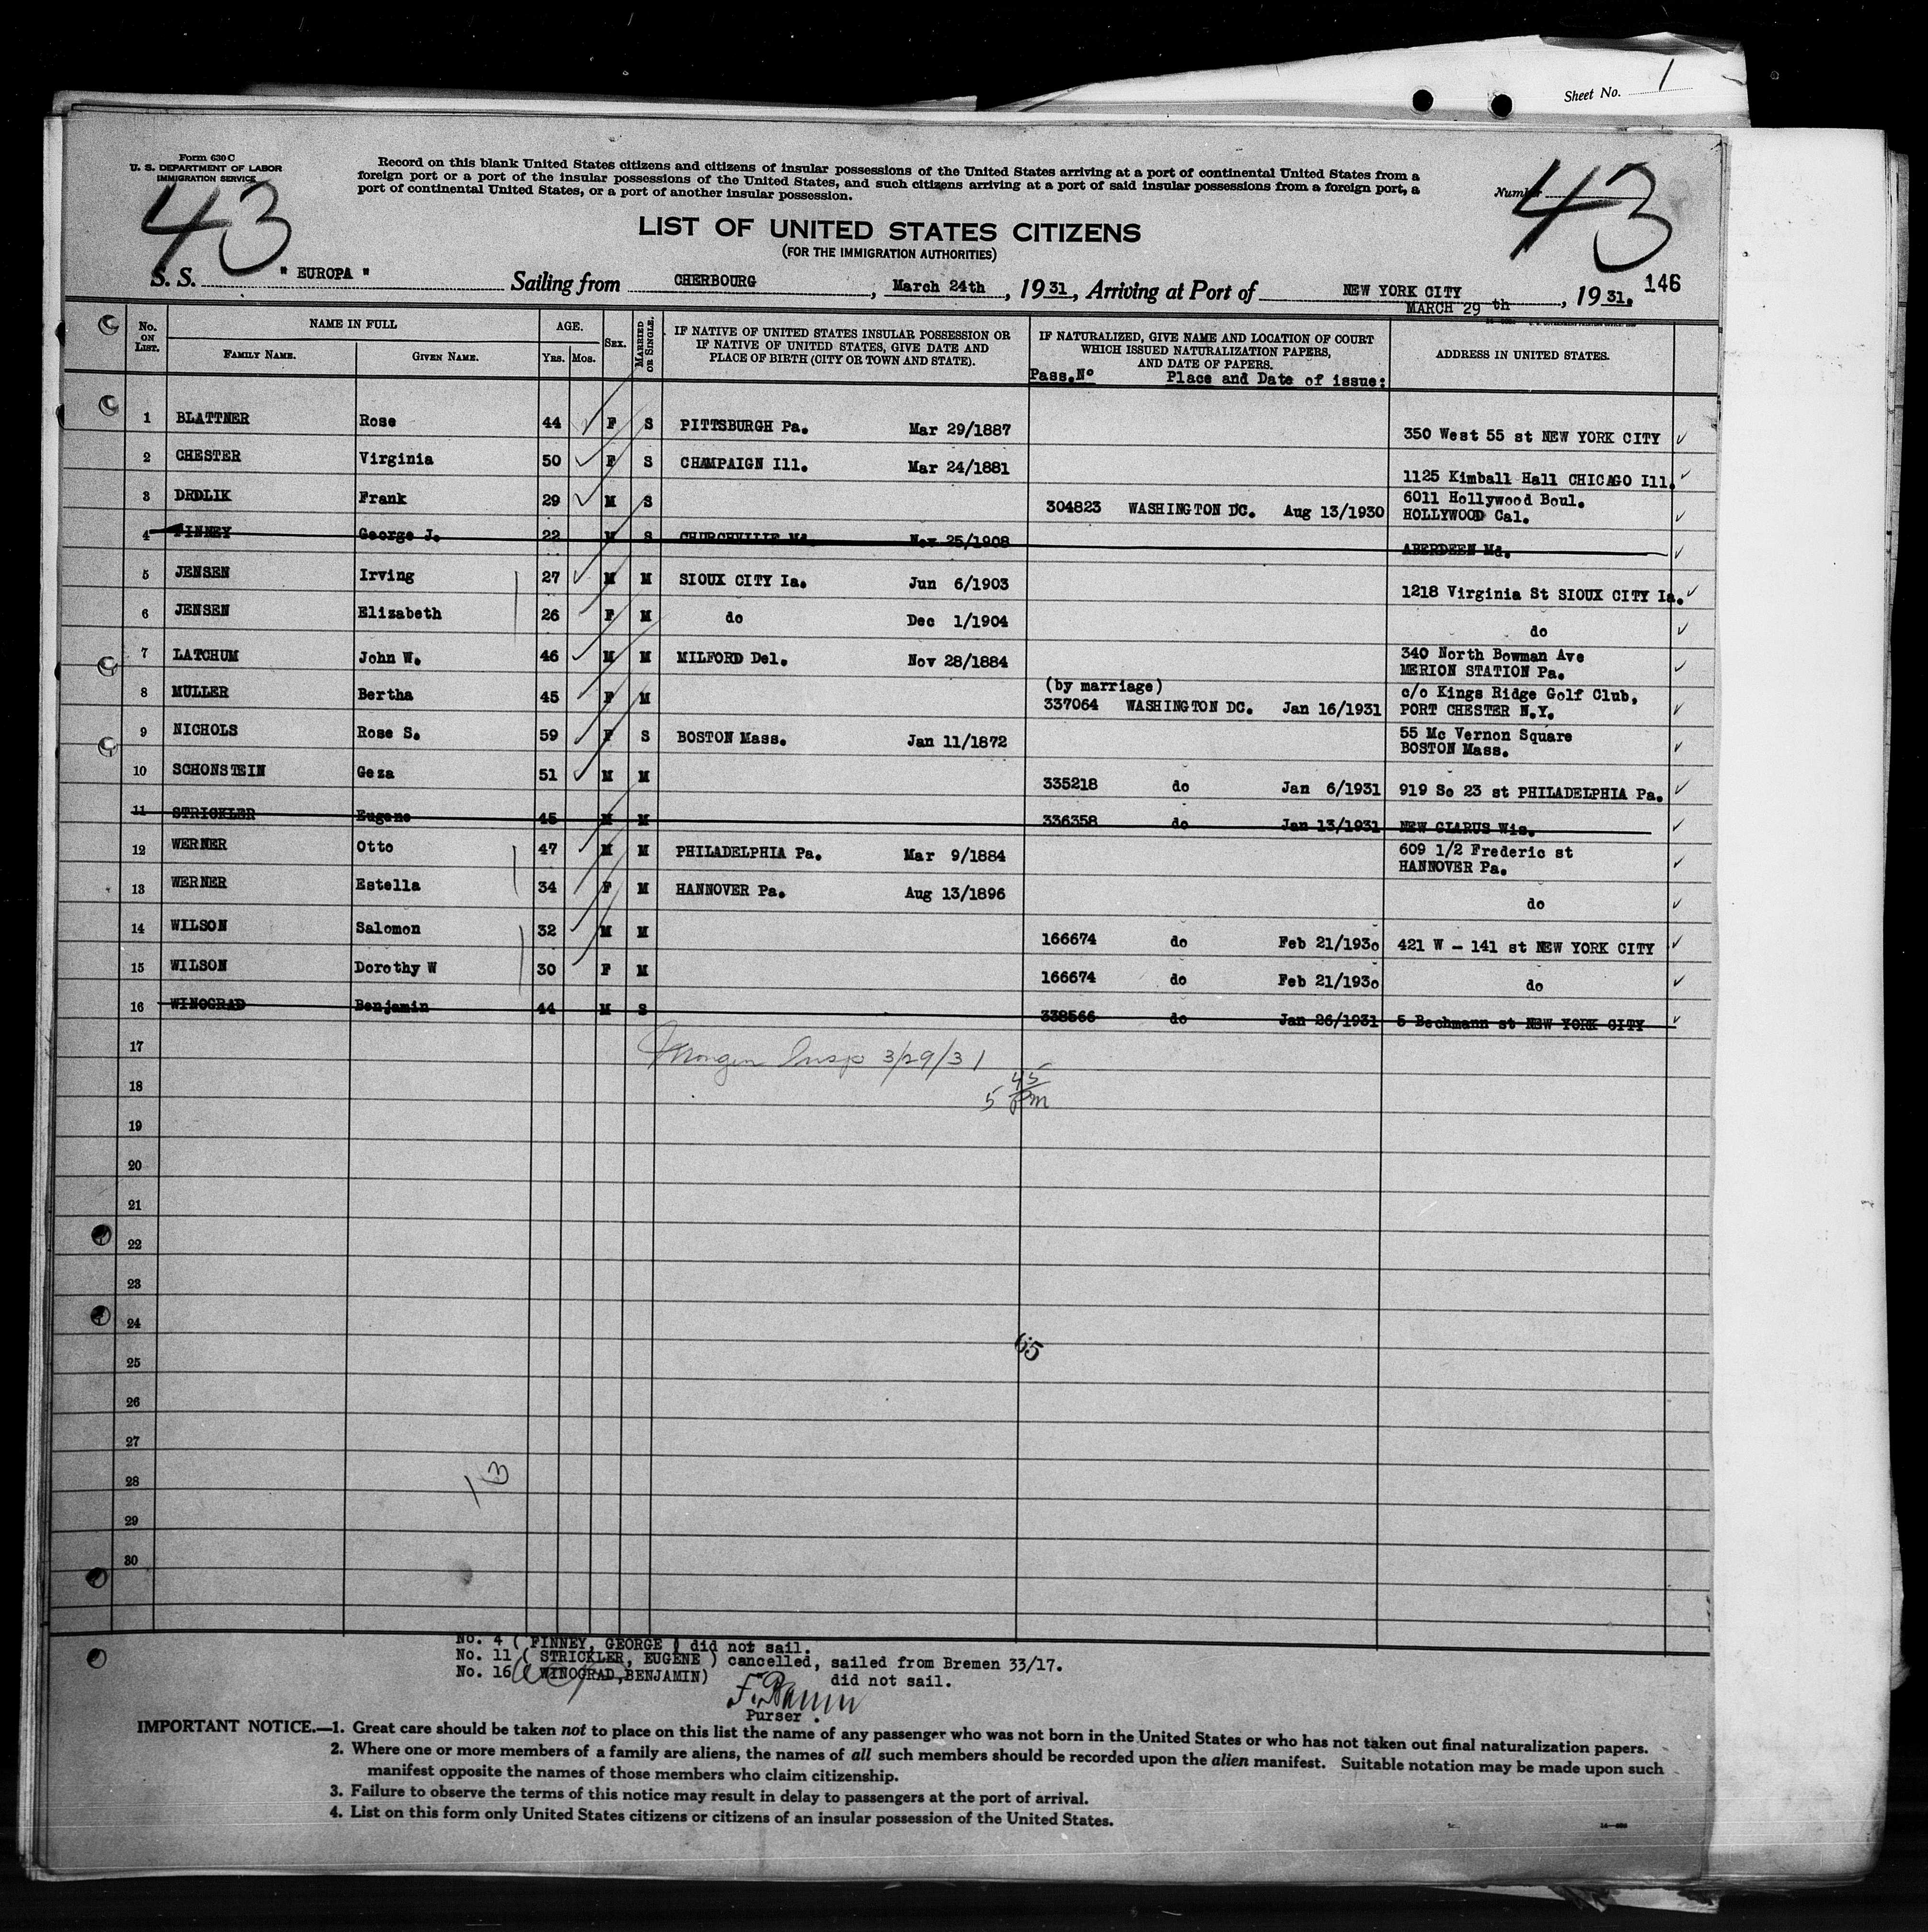 Sheet No. 1
Form 630 C
U. S. DEPARTMENT OF LABOR
IMMIGRATION SERVICE
Record on this blank United States citizens and citizens of insular possessions of the United States arriving at a port of continental United States from a
foreign port or a port of the insular possessions of the United States, and such citizens arriving at a port of said insular possessions from a foreign port, a
port of continental United States, or a port of another insular possession.
Number
43
43
LIST OF UNITED STATES CITIZENS
(FOR THE IMMIGRATION AUTHORITIES)
146
S. S. " EUROPA " Sailing from CHERBOURG, March 24th, 1931, Arriving at Port of NEW YORK CITY, 1931.
MARCH 29 th
No. ON LIST. NAME IN FULL AGE. SEX. MARRIED OR SINGLE. IF NATIVE OF UNITED STATES INSULAR POSSESSION OR IF NATIVE OF UNITED STATES, GIVE DATE AND PLACE OF BIRTH (CITY OR TOWN AND STATE). IF NATURALIZED, GIVE NAME AND LOCATION OF COURT WHICH ISSUED NATURALIZATION PAPERS, AND DATE OF PAPERS. ADDRESS IN UNITED STATES.
FAMILY NAME. GIVEN NAME. YRS. MOS. Pass.No Place and Date of issue:
1 BLATTNER Rose 44 F S PITTSBURGH Pa. Mar 29/1887 350 West 55 st NEW YORK CITY
2 CHESTER Virginia 50 F S CHAMPAIGN Ill. Mar 24/1881 1125 Kimball Hall CHICAGO Ill.
3 DRDLIK Frank 29 M S 304823 WASHINGTON DC. Aug 13/1930 6011 Hollywood Boul.
HOLLYWOOD Cal.
4 FINNEY George J. 22 M S CHURCHVILLE Md. Nov 25/1908 ABERDEEN Md.
5 JENSEN Irving 27 M M SIOUX CITY Ia. Jun 6/1903 1218 Virginia St SIOUX CITY Ia.
6 JENSEN Elizabeth 26 F M do Dec 1/1904 do
7 LATCHUM John W. 46 M M MILFORD Del. Nov 28/1884 340 North Bowman Ave
MERION STATION Pa.
8 MULLER Bertha 45 F M (by marriage)
337064 WASHINGTON DC. Jan 16/1931 c/o Kings Ridge Golf Club,
PORT CHESTER N.Y.
9 NICHOLS Rose S. 59 F S BOSTON Mass. Jan 11/1872 55 Mc Vernon Square
BOSTON Mass.
10 SCHONSTEIN Geza 51 M M 335218 do Jan 6/1931 919 So 23 st PHILADELPHIA Pa.
11 STRICKLER Eugene 45 M M 336358 do Jan 13/1931 NEW GLARUS Wis.
12 WERNER Otto 47 M M PHILADELPHIA Pa. Mar 9/1884 609 1/2 Frederic st
HANNOVER Pa.
13 WERNER Estella 34 F M HANNOVER Pa. Aug 13/1896 do
14 WILSON Salomon 32 M M 166674 do Feb 21/1930 421 W - 141 st NEW YORK CITY
15 WILSON Dorothy W 30 F M 166674 do Feb 21/1930 do
16 WINOGRAD Benjamin 44 M S 338566 do Jan 26/1931 5 Bechmann st NEW YORK CITY
17
Insp 3/29/31
18
5 45 pm
19
20
21
22
23
24
65
25
26
27
28
13
29
30
No. 4 ( FINNEY, GEORGE ) did not sail.
No. 11 ( STRICKLER, EUGENE ) cancelled, sailed from Bremen 33/17.
No. 16 ( WINOGRAD,BENJAMIN) did not sail.
Purser.
IMPORTANT NOTICE.—1. Great care should be taken not to place on this list the name of any passenger who was not born in the United States or who has not taken out final naturalization papers.
2. Where one or more members of a family are aliens, the names of all such members should be recorded upon the alien manifest. Suitable notation may be made upon such
manifest opposite the names of those members who claim citizenship.
3. Failure to observe the terms of this notice may result in delay to passengers at the port of arrival.
4. List on this form only United States citizens or citizens of an insular possession of the United States.